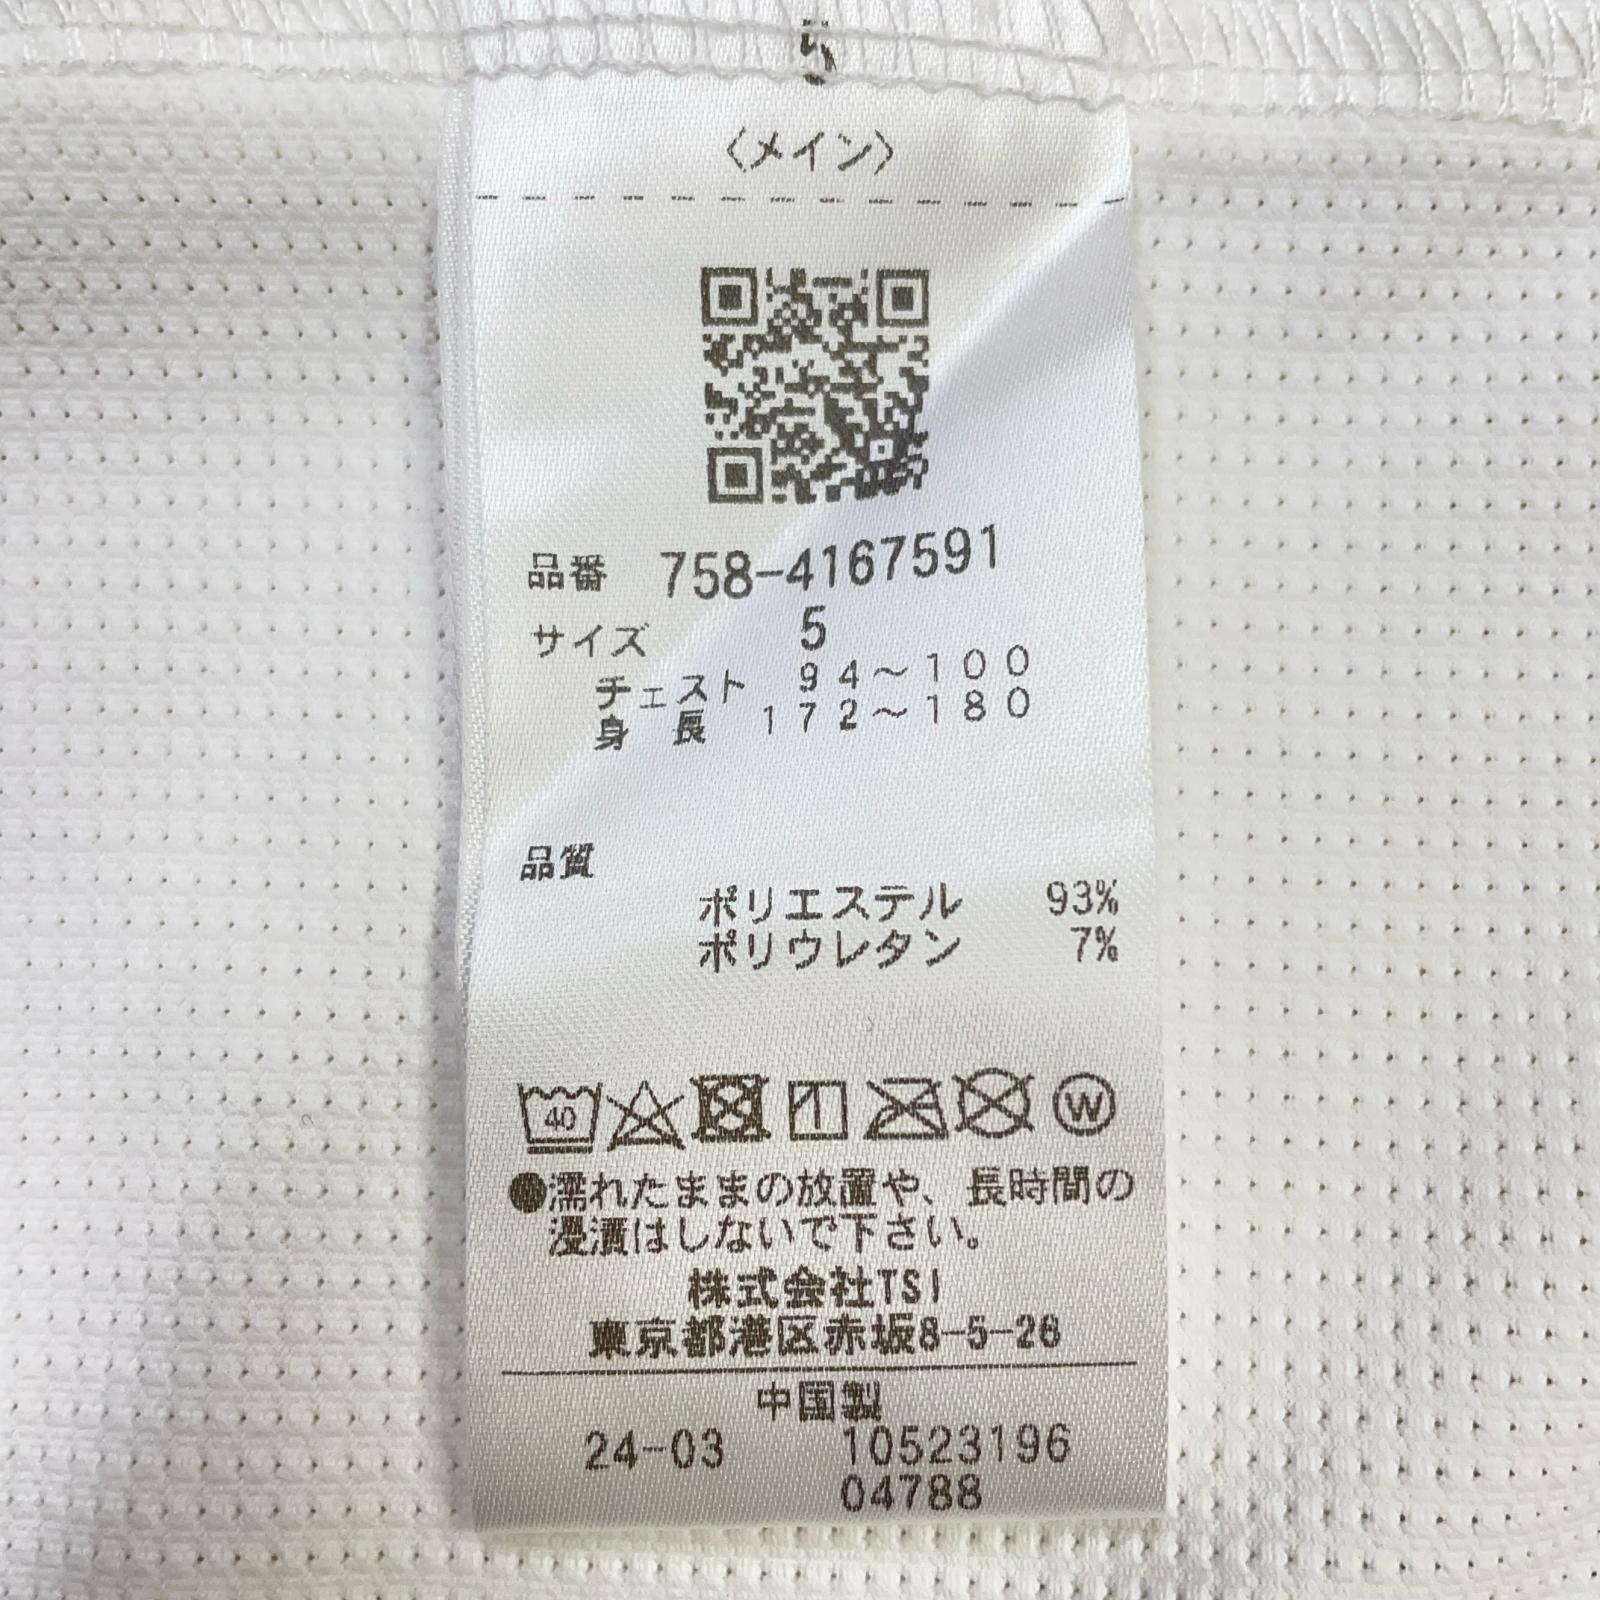 5
〈メイン〉
品番 758-4167591
サイズ 5
チェスト 94～100
身長 172～180
品質
ポリエステル 93%
ポリウレタン 7%
40
W
●濡れたままの放置や、長時間の
浸漬はしないで下さい。
株式会社TSI
東京都港区赤坂8-5-26
中国製
24-03 10523196
04788